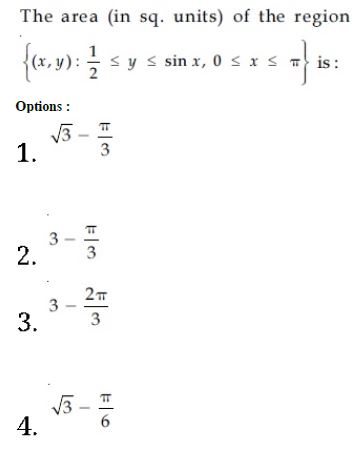 The area (in sq. units) of the region
{(x, y) : 1/2 ≤ y ≤ sin x, 0 ≤ x ≤ π} is :
Options :
1. √3 − π/3
2. 3 − π/3
3. 3 − 2π/3
4. √3 − π/6